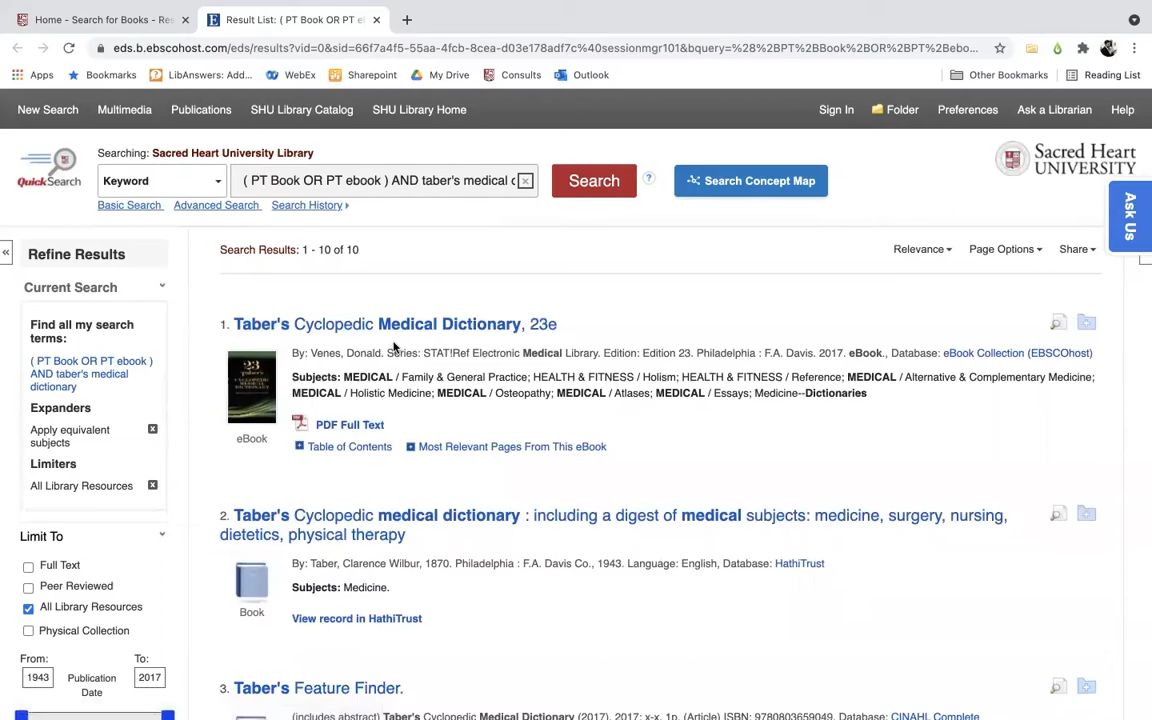 Home - Search for Books - Res
Result List: ( PT Book OR PT e
eds.b.ebscohost.com/eds/results?vid=0&sid=66f7a4f5-55aa-4fcb-8cea-d03e178adf7c%40sessionmgr101&bquery=%28%2BPT%2BBook%2BOR%2BPT%2Bebo...
Apps Bookmarks LibAnswers: Add... WebEx Sharepoint My Drive Consults Outlook Other Bookmarks Reading List
New Search Multimedia Publications SHU Library Catalog SHU Library Home Sign In Folder Preferences Ask a Librarian Help
Searching: Sacred Heart University Library
QuickSearch
Keyword ( PT Book OR PT ebook ) AND taber's medical d Search ? Search Concept Map
Sacred Heart UNIVERSITY
Basic Search Advanced Search Search History
Ask Us
Refine Results
Current Search
Find all my search terms:
( PT Book OR PT ebook ) AND taber's medical dictionary
Expanders
Apply equivalent subjects
Limiters
All Library Resources
Limit To
Full Text
Peer Reviewed
All Library Resources
Physical Collection
From: To:
1943 Publication Date 2017
Search Results: 1 - 10 of 10 Relevance Page Options Share
1. Taber's Cyclopedic Medical Dictionary, 23e
By: Venes, Donald. Series: STAT!Ref Electronic Medical Library. Edition: Edition 23. Philadelphia : F.A. Davis. 2017. eBook., Database: eBook Collection (EBSCOhost)
Subjects: MEDICAL / Family & General Practice; HEALTH & FITNESS / Holism; HEALTH & FITNESS / Reference; MEDICAL / Alternative & Complementary Medicine;
MEDICAL / Holistic Medicine; MEDICAL / Osteopathy; MEDICAL / Atlases; MEDICAL / Essays; Medicine--Dictionaries
eBook
PDF Full Text
Table of Contents Most Relevant Pages From This eBook
2. Taber's Cyclopedic medical dictionary : including a digest of medical subjects: medicine, surgery, nursing,
dietetics, physical therapy
By: Taber, Clarence Wilbur, 1870. Philadelphia : F.A. Davis Co., 1943. Language: English, Database: HathiTrust
Subjects: Medicine.
Book
View record in HathiTrust
3. Taber's Feature Finder.
(includes abstract) Taber's Cyclopedic Medical Dictionary (2017), 2017: x-x. 1p. (Article) ISBN: 9780803659049, Database: CINAHL Complete